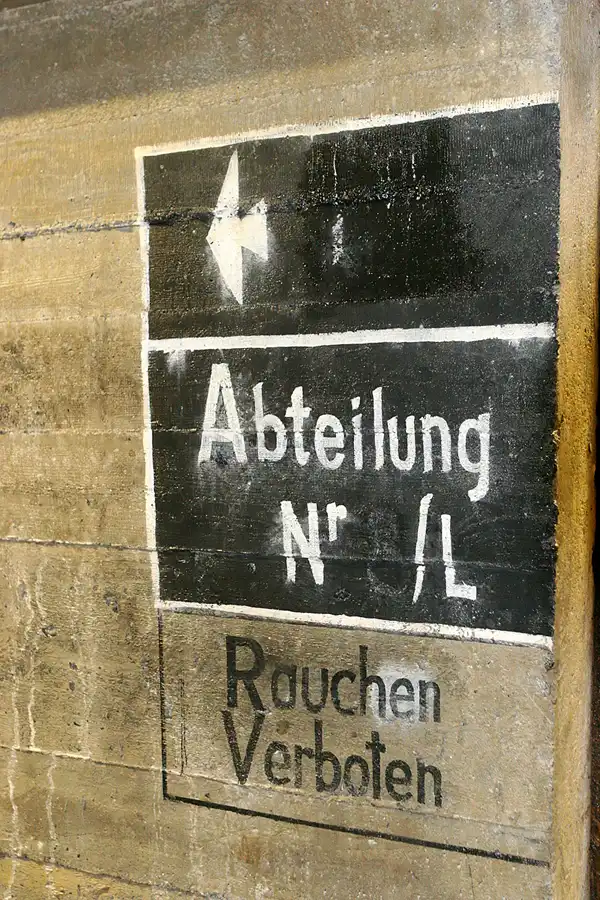 Abteilung
Nr /L
Rauchen
Verboten